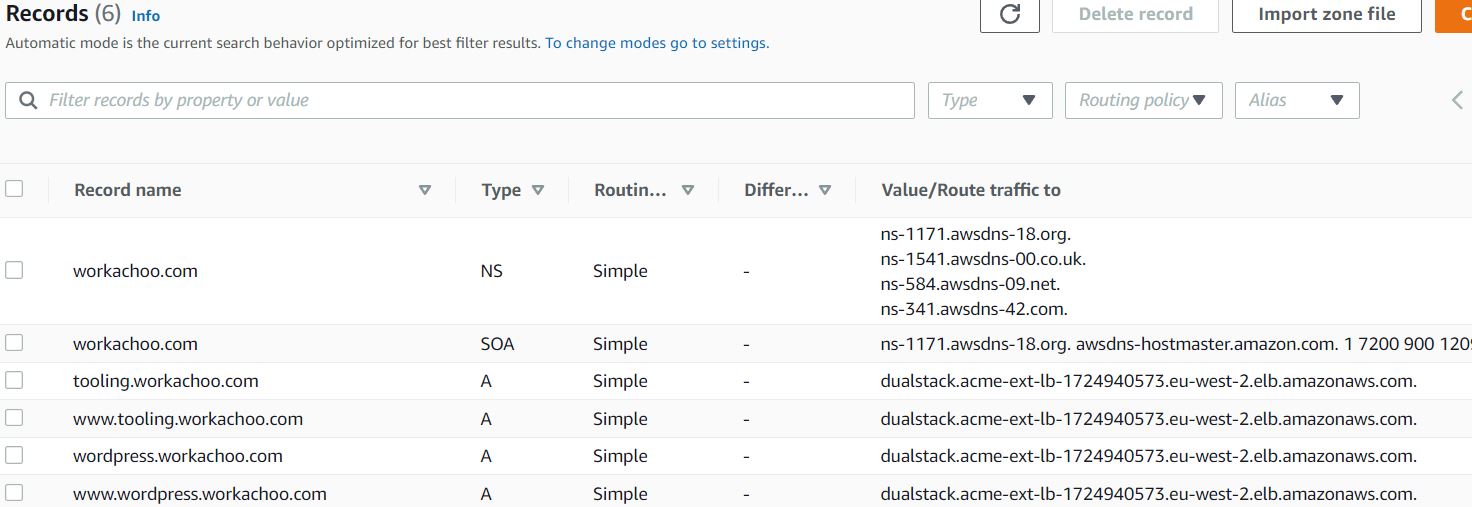 Records (6) Info
Delete record Import zone file C
Automatic mode is the current search behavior optimized for best filter results. To change modes go to settings.
Filter records by property or value Type Routing policy Alias
Record name Type Routin... Differ... Value/Route traffic to
ns-1171.awsdns-18.org.
ns-1541.awsdns-00.co.uk.
workachoo.com NS Simple -
ns-584.awsdns-09.net.
ns-341.awsdns-42.com.
workachoo.com SOA Simple - ns-1171.awsdns-18.org. awsdns-hostmaster.amazon.com. 1 7200 900 1209
tooling.workachoo.com A Simple - dualstack.acme-ext-lb-1724940573.eu-west-2.elb.amazonaws.com.
www.tooling.workachoo.com A Simple - dualstack.acme-ext-lb-1724940573.eu-west-2.elb.amazonaws.com.
wordpress.workachoo.com A Simple - dualstack.acme-ext-lb-1724940573.eu-west-2.elb.amazonaws.com.
www.wordpress.workachoo.com A Simple - dualstack.acme-ext-lb-1724940573.eu-west-2.elb.amazonaws.com.